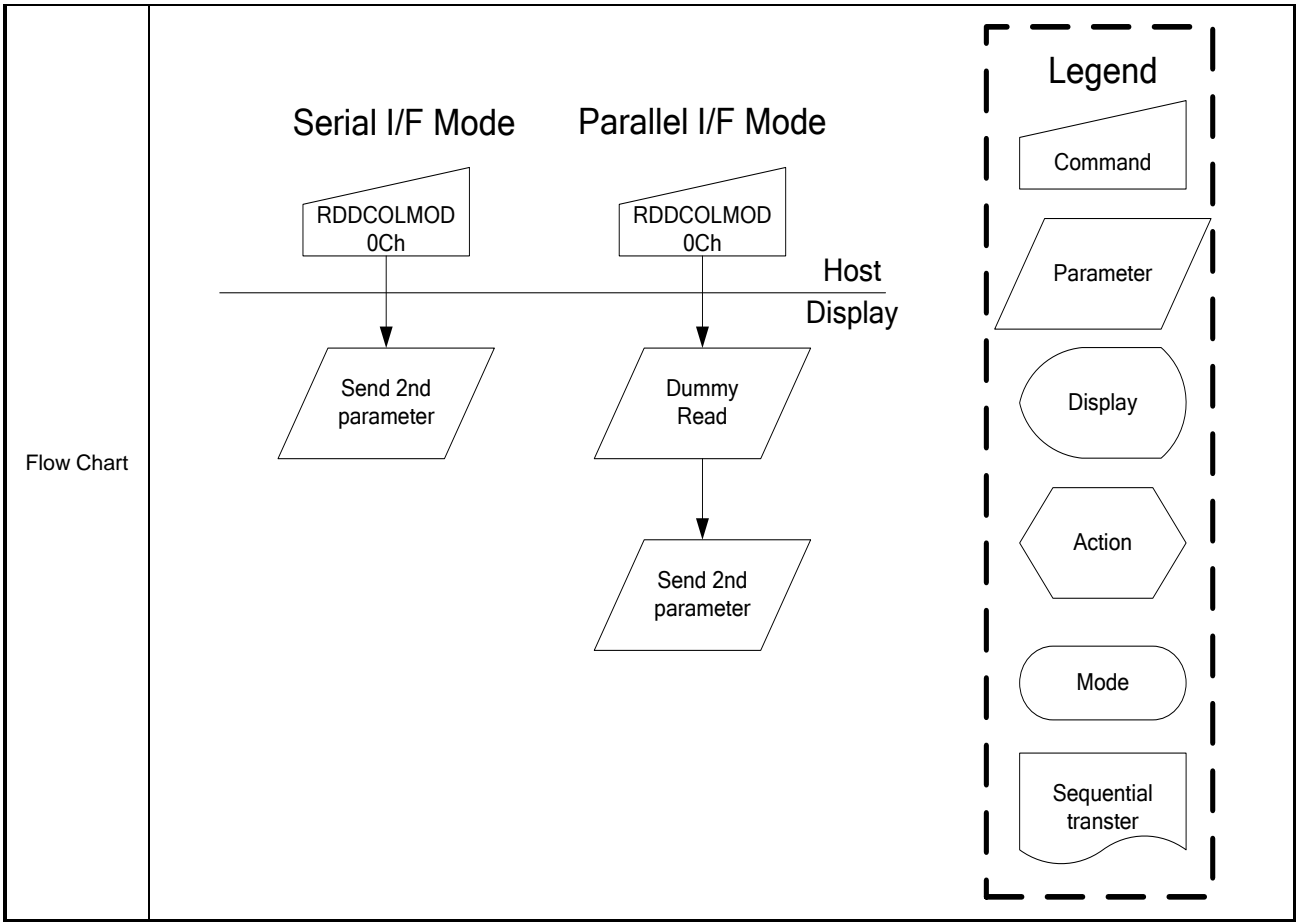 Flow Chart
Serial I/F Mode
RDDCOLMOD
0Ch
Send 2nd
parameter
Parallel I/F Mode
RDDCOLMOD
0Ch
Host
Display
Dummy
Read
Send 2nd
parameter
Legend
Command
Parameter
Display
Action
Mode
Sequential
transter